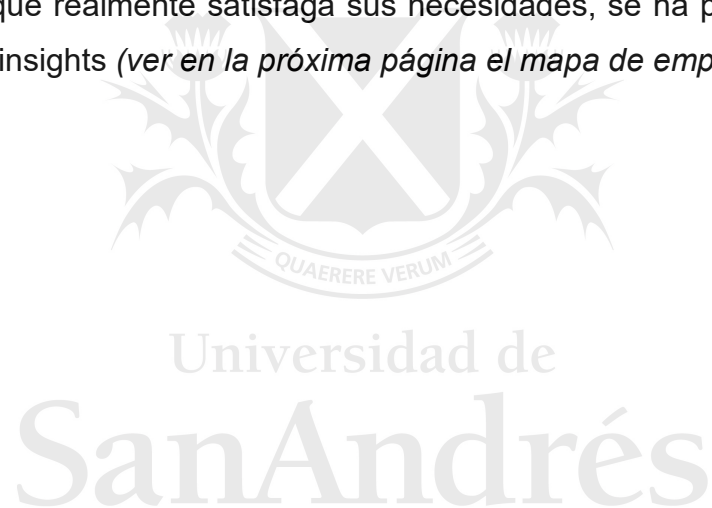 que realmente satisfaga sus necesidades, se ha p
insights (ver en la próxima página el mapa de emp
QUAERERE VERUM
Universidad de
SanAndrés